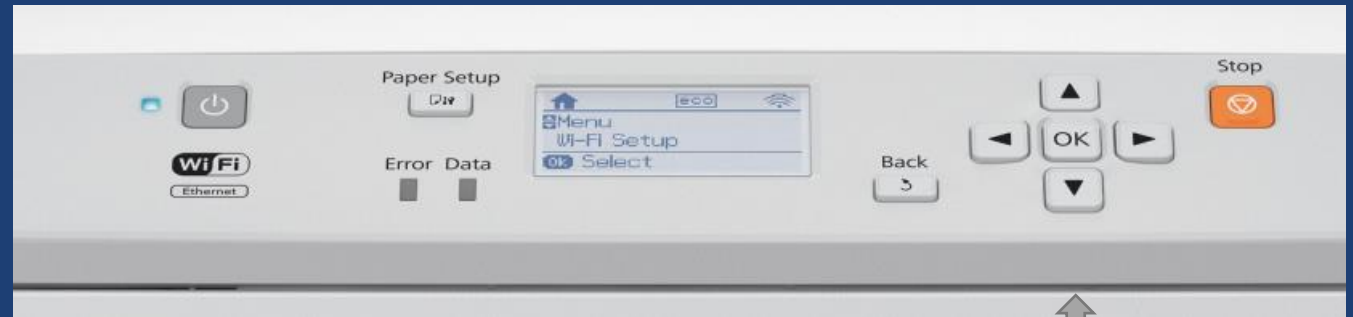 Paper Setup
Error Data
WiFi
Ethernet
eco
Menu
Wi-Fi Setup
OK Select
Back
OK
Stop